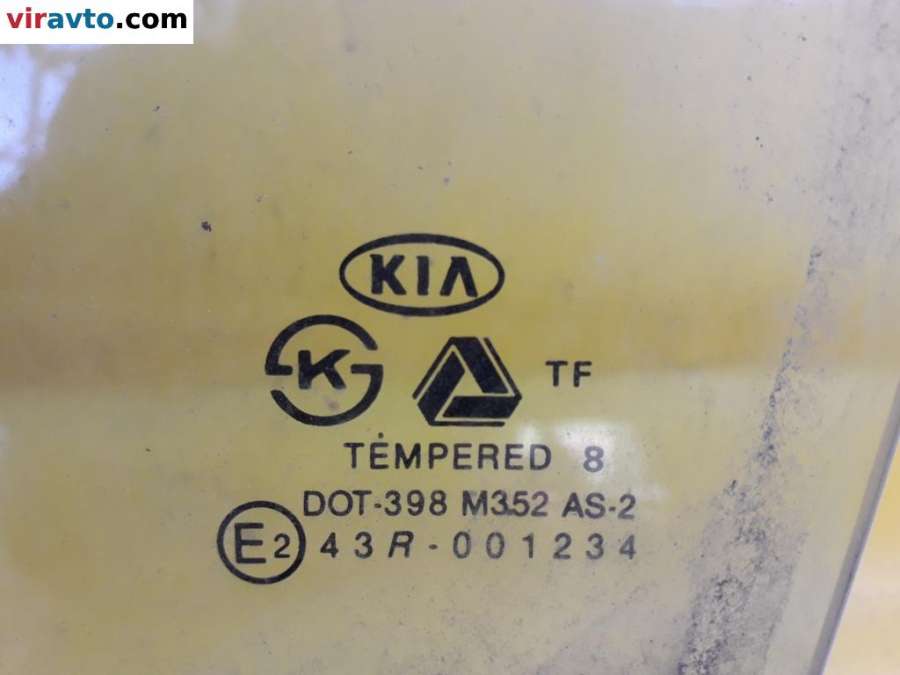 viravto.com
KIA
K
TF
TEMPERED 8
DOT-398 M352 AS-2
E2 43R-001234